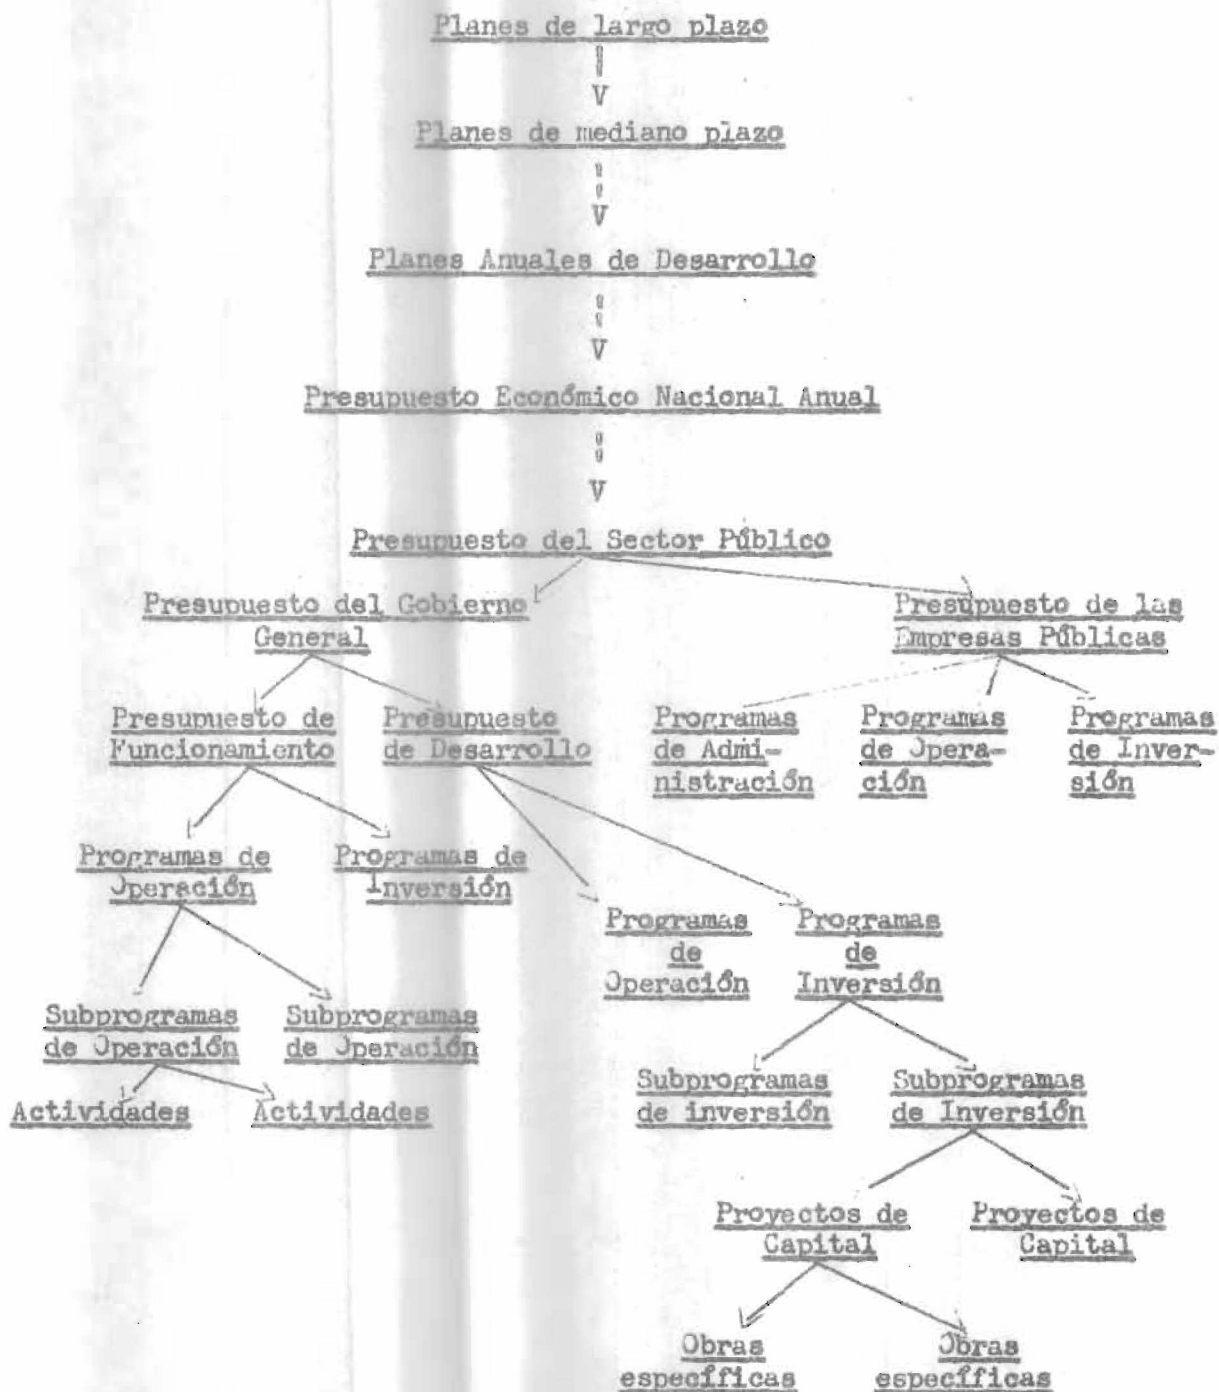 Planes de largo plazo
V
Planes de mediano plazo
V
Planes Anuales de Desarrollo
V
Presupuesto Económico Nacional Anual
V
Presupuesto del Sector Público
Presupuesto del Gobierno
General
Presupuesto de las
Empresas Públicas
Presupuesto de
Funcionamiento
Presupuesto
de Desarrollo
Programas
de Admi-
nistración
Programas
de Opera-
ción
Programas
de Inver-
sión
Programas de
Operación
Programas de
Inversión
Programas
de
Operación
Programas
de
Inversión
Subprogramas
de Operación
Subprogramas
de Operación
Actividades
Actividades
Subprogramas
de inversión
Subprogramas
de Inversión
Proyectos de
Capital
Proyectos de
Capital
Obras
específicas
Obras
específicas